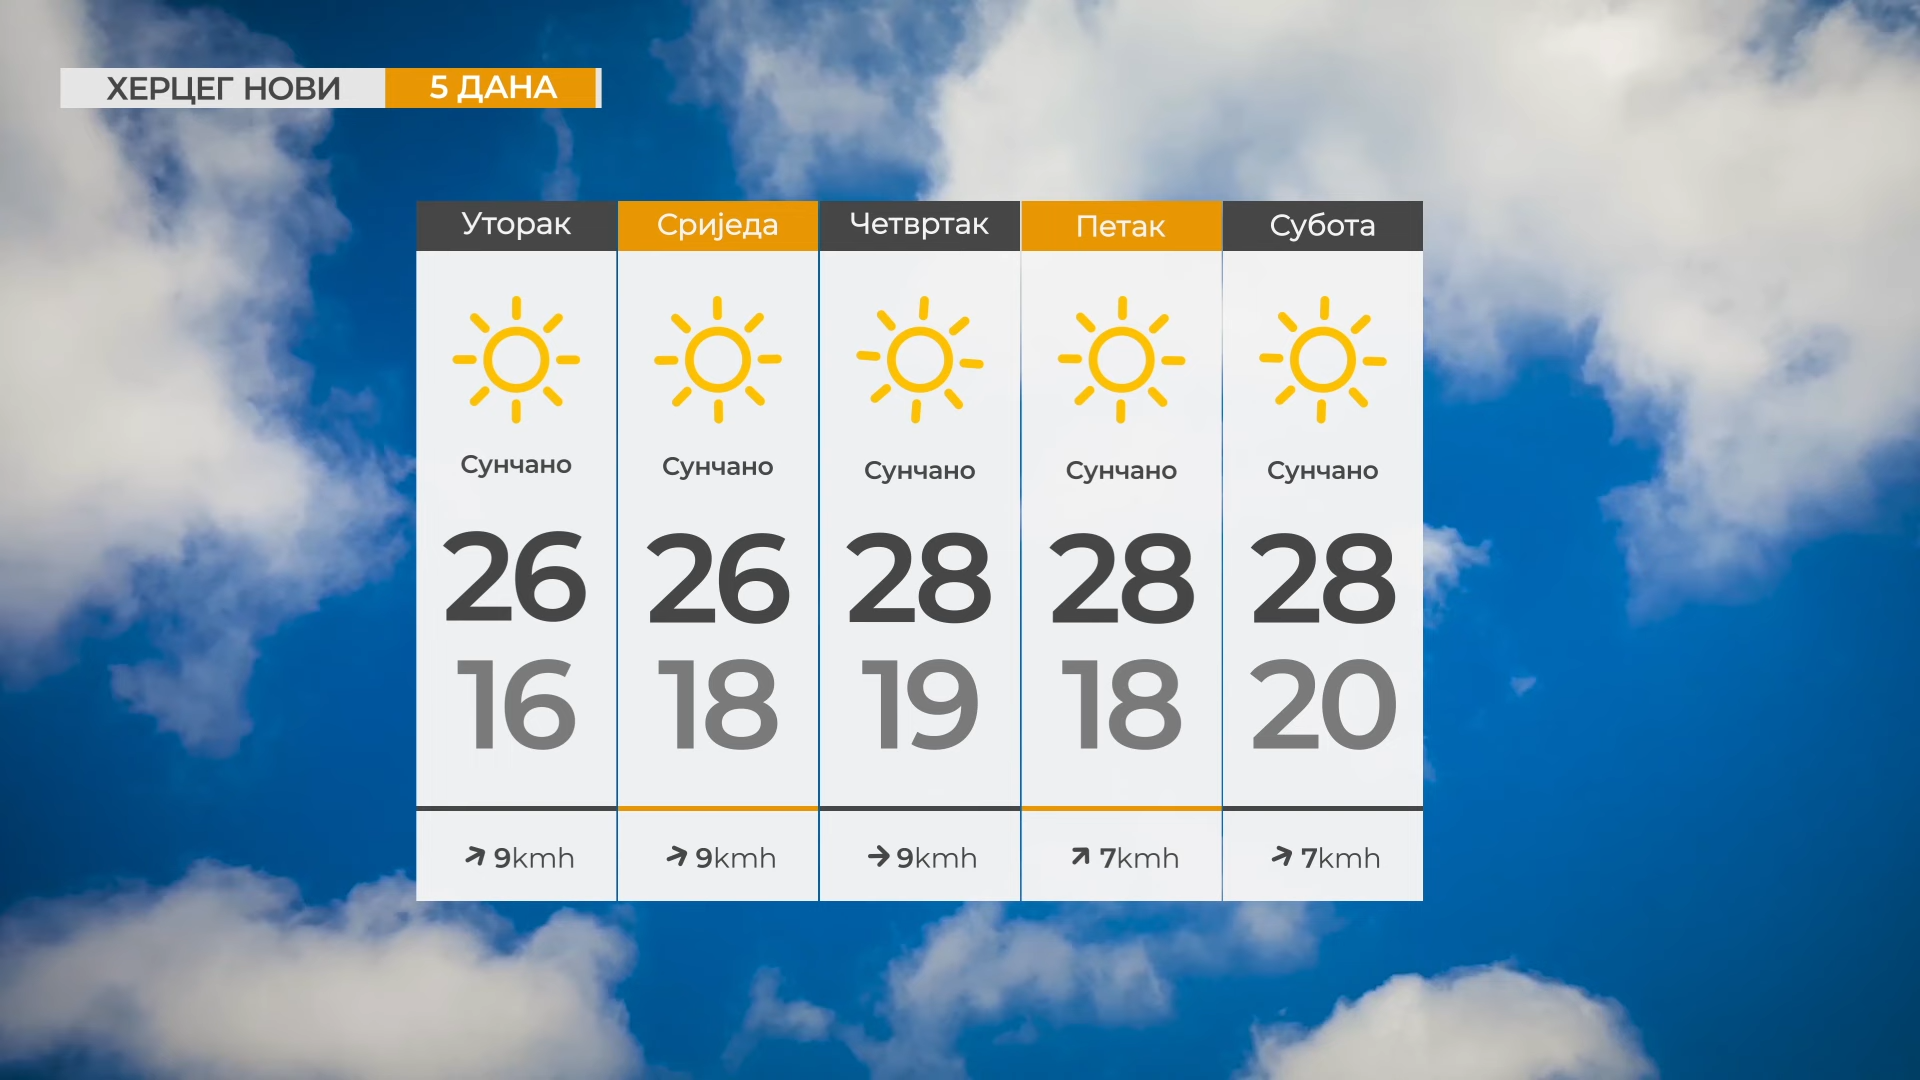 ХЕРЦЕГ НОВИ 5 ДАНА
Уторак Сриједа Четвртак Петак Субота
Сунчано Сунчано Сунчано Сунчано Сунчано
26 26 28 28 28
16 18 19 18 20
9kmh 9kmh 9kmh 7kmh 7kmh